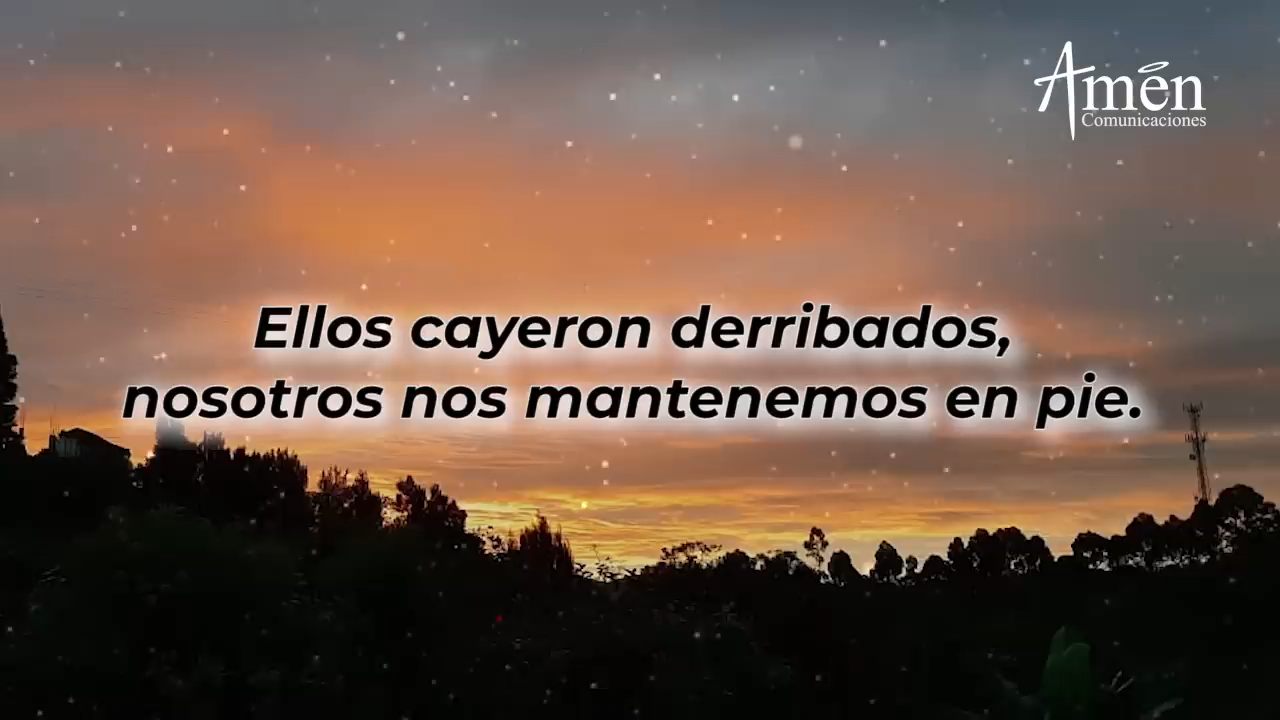 Amén
Comunicaciones
Ellos cayeron derribados,
nosotros nos mantenemos en pie.